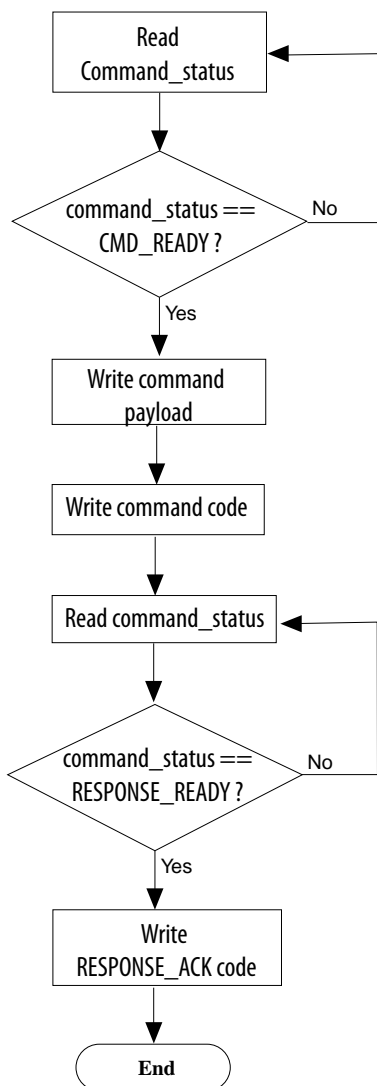 Read
Command_status
command_status ==
CMD_READY ?
No
Yes
Write command
payload
Write command code
Read command_status
command_status ==
RESPONSE_READY ?
No
Yes
Write
RESPONSE_ACK code
End